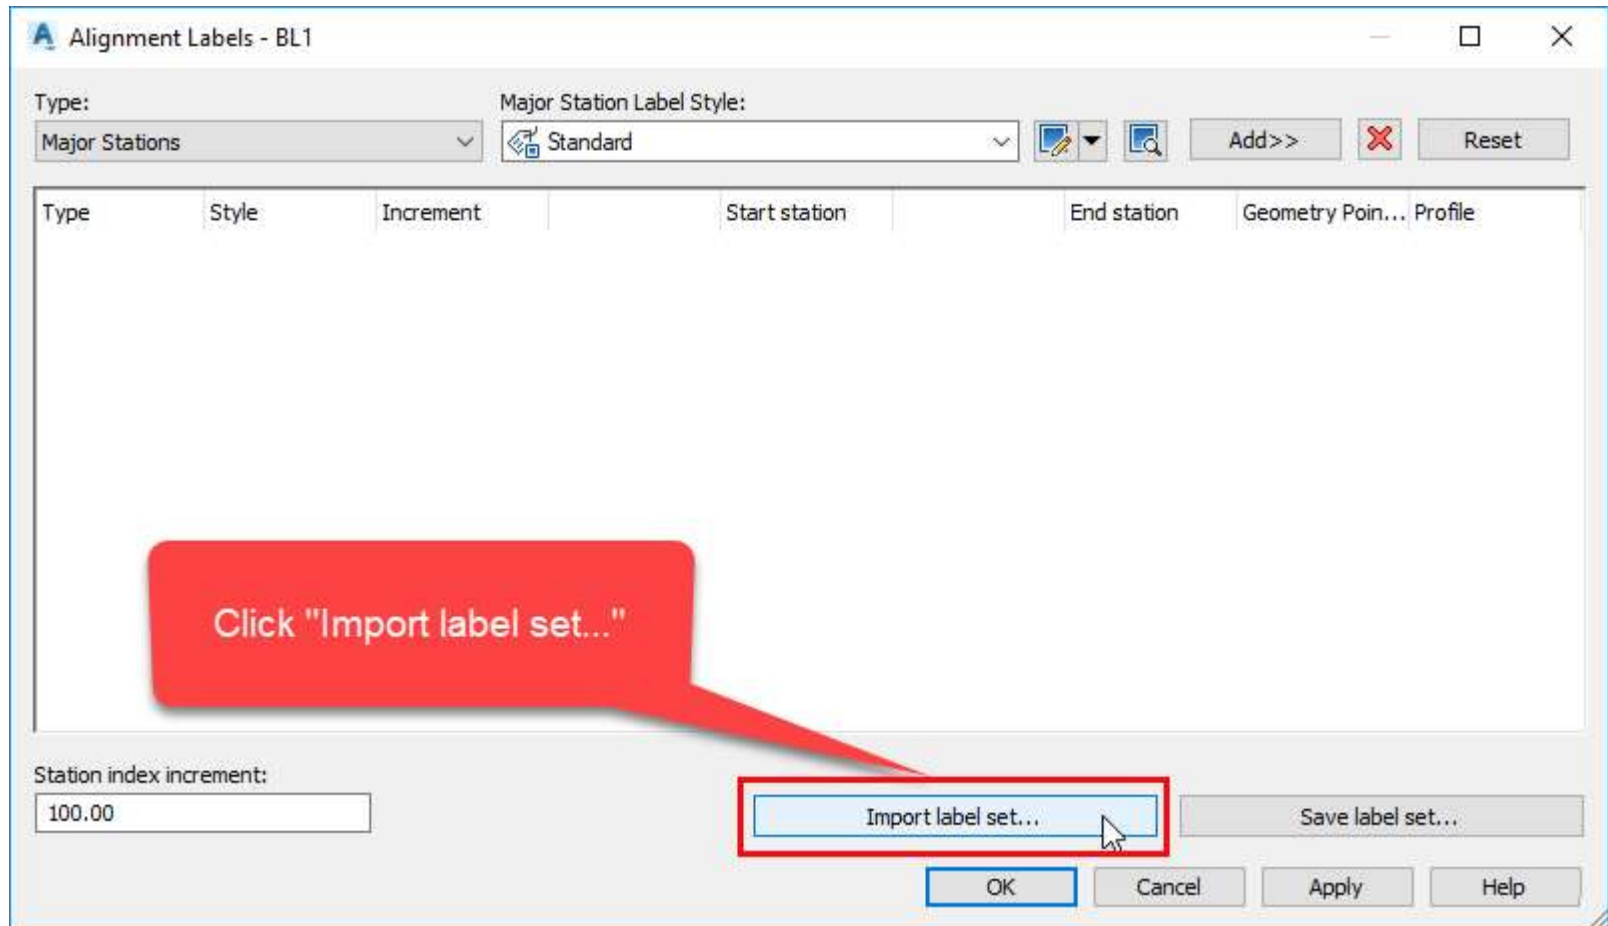 Alignment Labels - BL1
Type:
Major Station Label Style:
Major Stations
Standard
Add>>
Reset
Type Style Increment Start station End station Geometry Poin... Profile
Click "Import label set..."
Station index increment:
100.00
Import label set...
Save label set...
OK
Cancel
Apply
Help